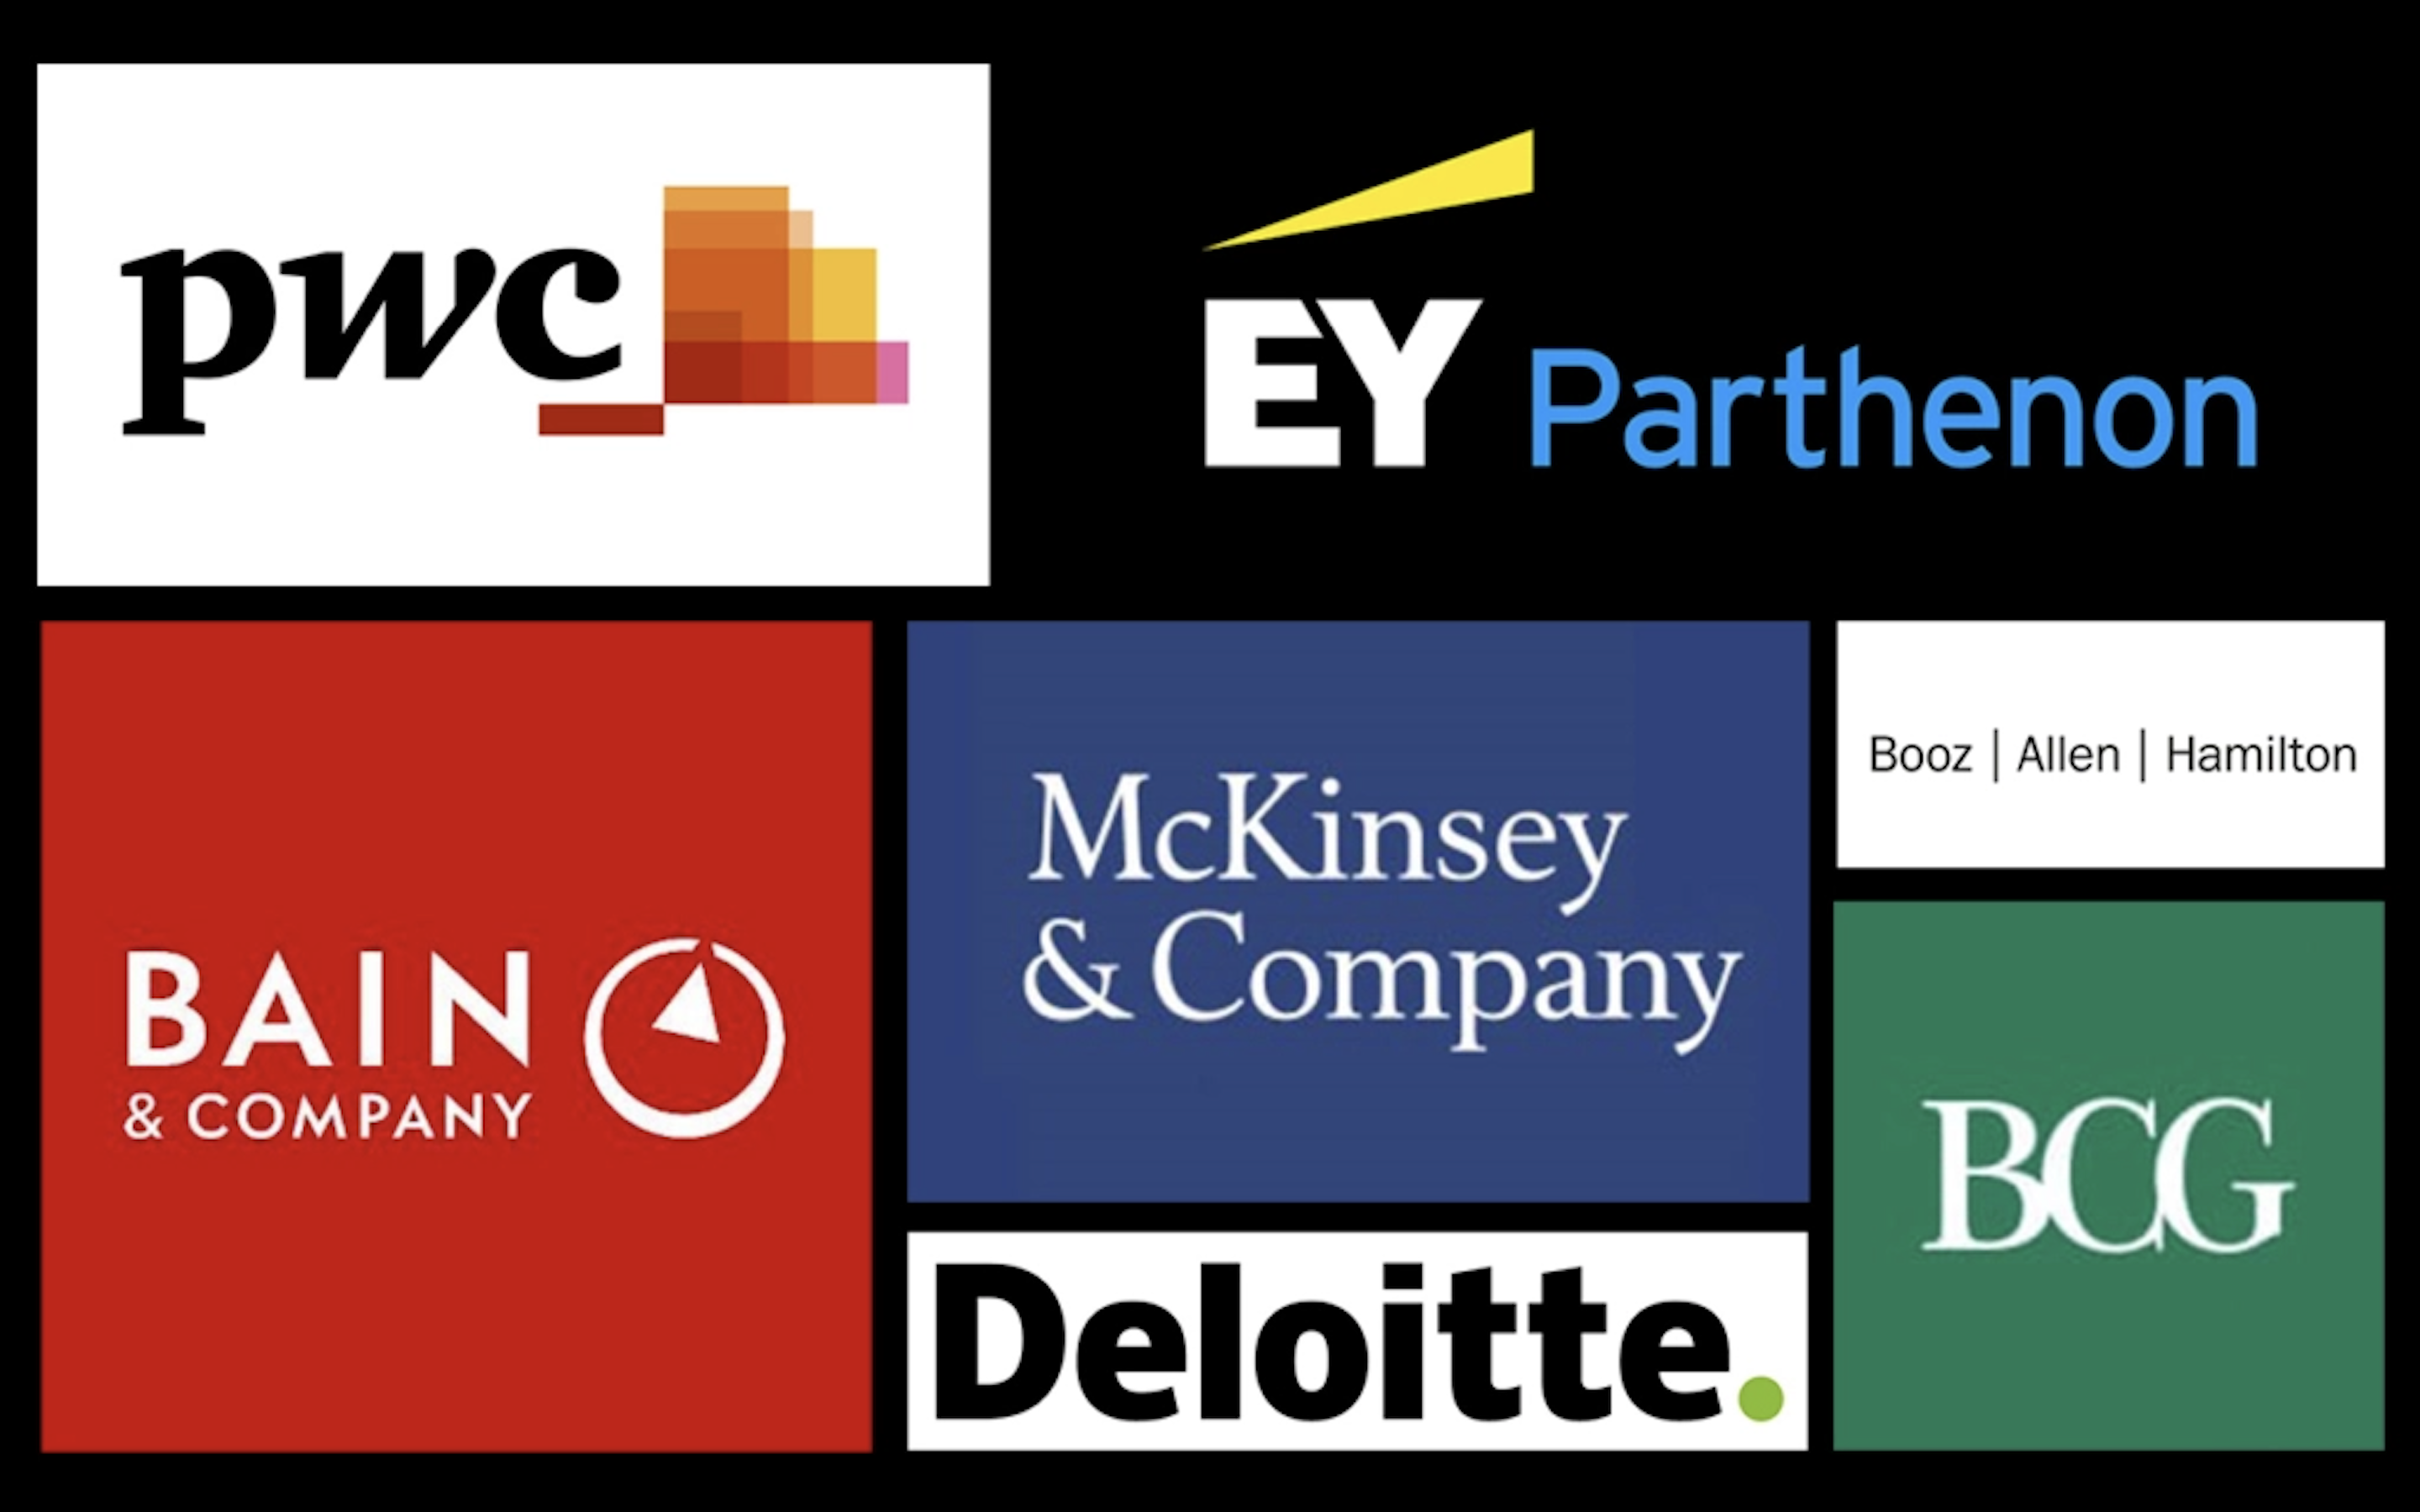 pwc
EY Parthenon
BAIN
& COMPANY
McKinsey
& Company
Booz | Allen | Hamilton
BCG
Deloitte.